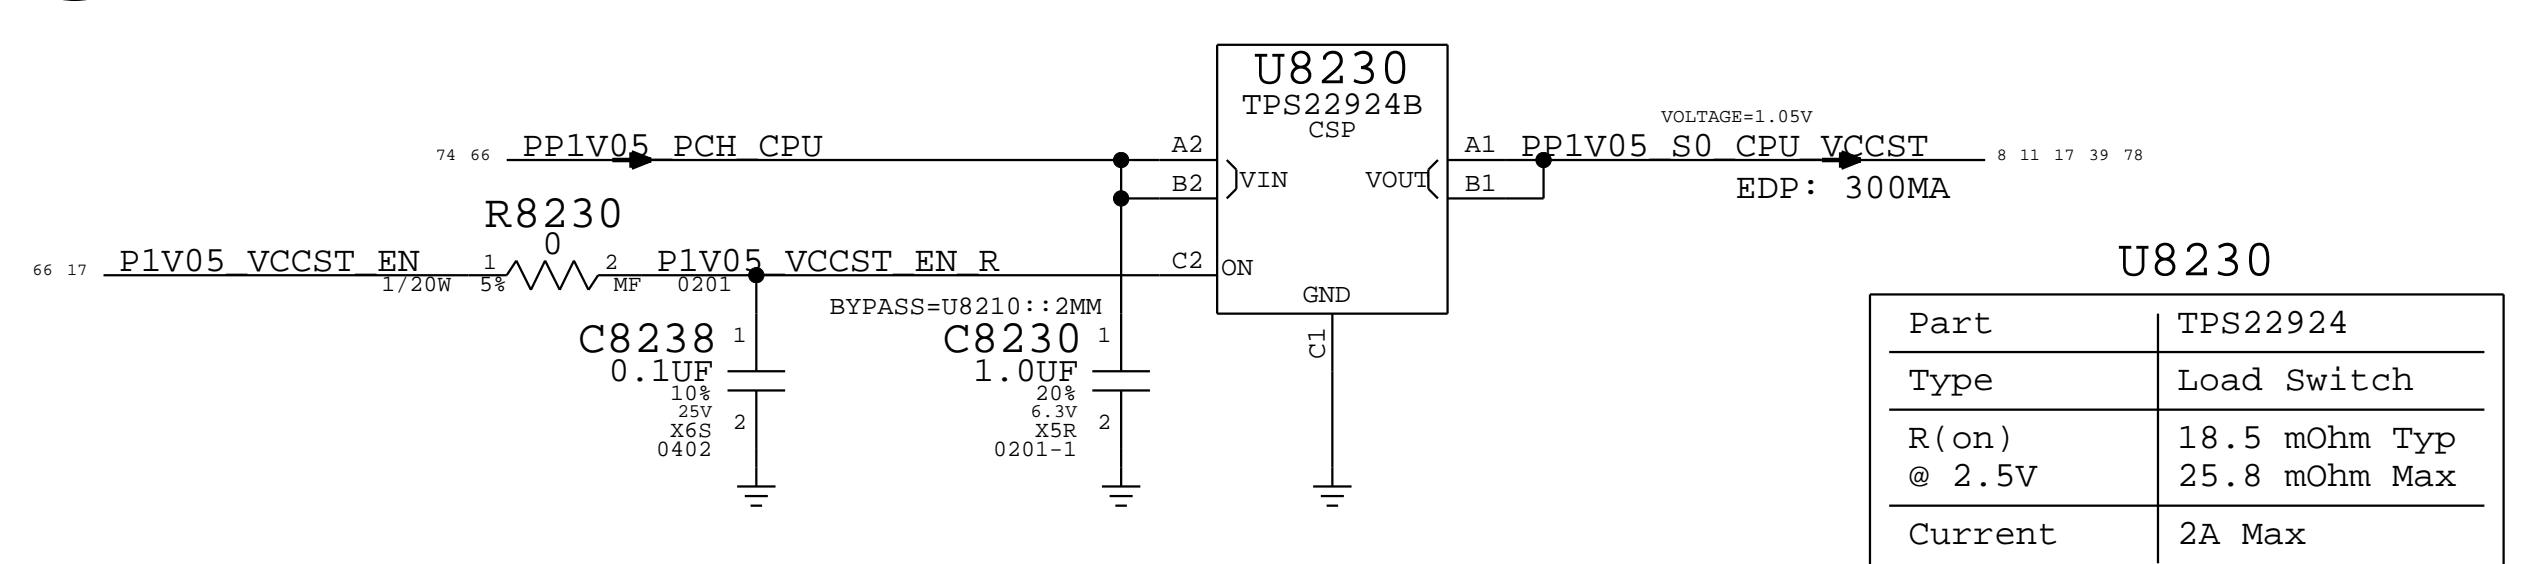 U8230
TPS22924B
CSP
VOLTAGE=1.05V
74 66 PP1V05_PCH_CPU A2 A1 PP1V05_S0_CPU_VCCST 8 11 17 39 78
B2 VIN VOUT B1 EDP: 300MA
R8230
0
66 17 P1V05_VCCST_EN 1 2 P1V05_VCCST_EN_R C2 ON
1/20W 5% MF 0201
GND
BYPASS=U8210::2MM
C1
C8238 1
0.1UF
10%
25V
X6S 2
0402
C8230 1
1.0UF
20%
6.3V
X5R 2
0201-1
U8230
Part TPS22924
Type Load Switch
R(on) 18.5 mOhm Typ
@ 2.5V 25.8 mOhm Max
Current 2A Max